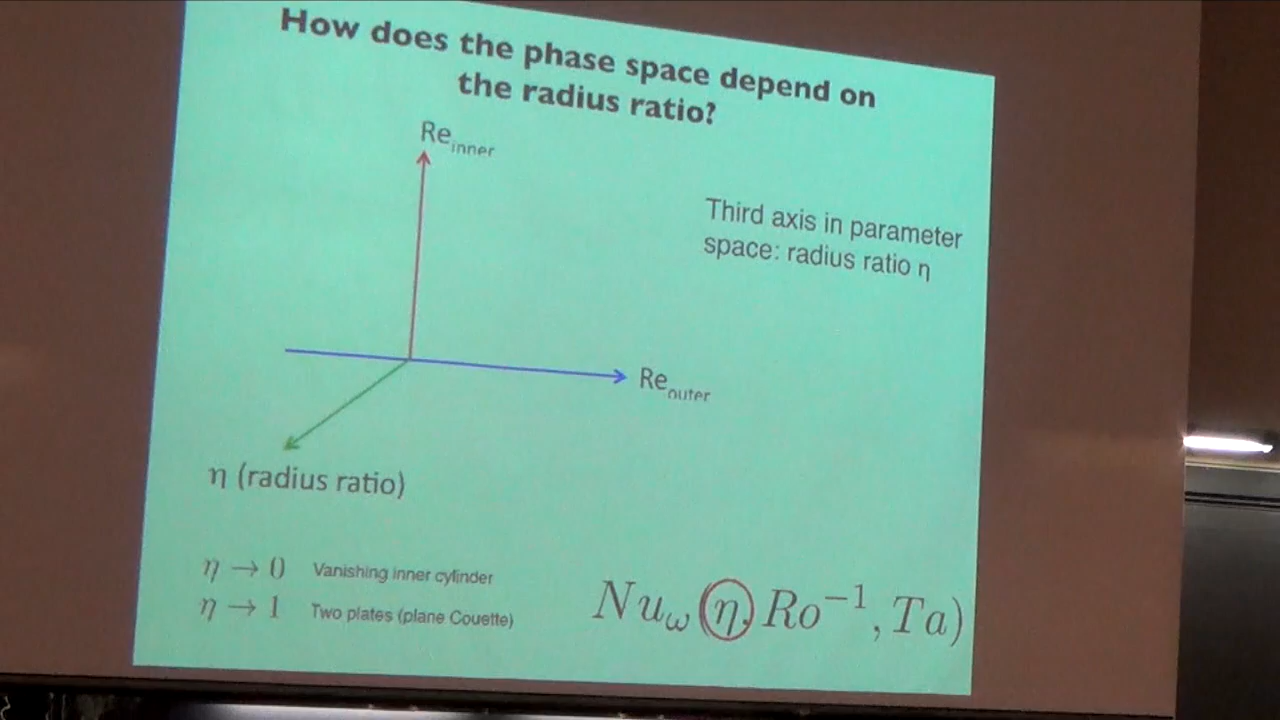 How does the phase space depend on
the radius ratio?
Re_inner
Third axis in parameter
space: radius ratio η
Re_outer
η (radius ratio)
η → 0 Vanishing inner cylinder
η → 1 Two plates (plane Couette)
Nu_ω(η, Ro⁻¹, Ta)